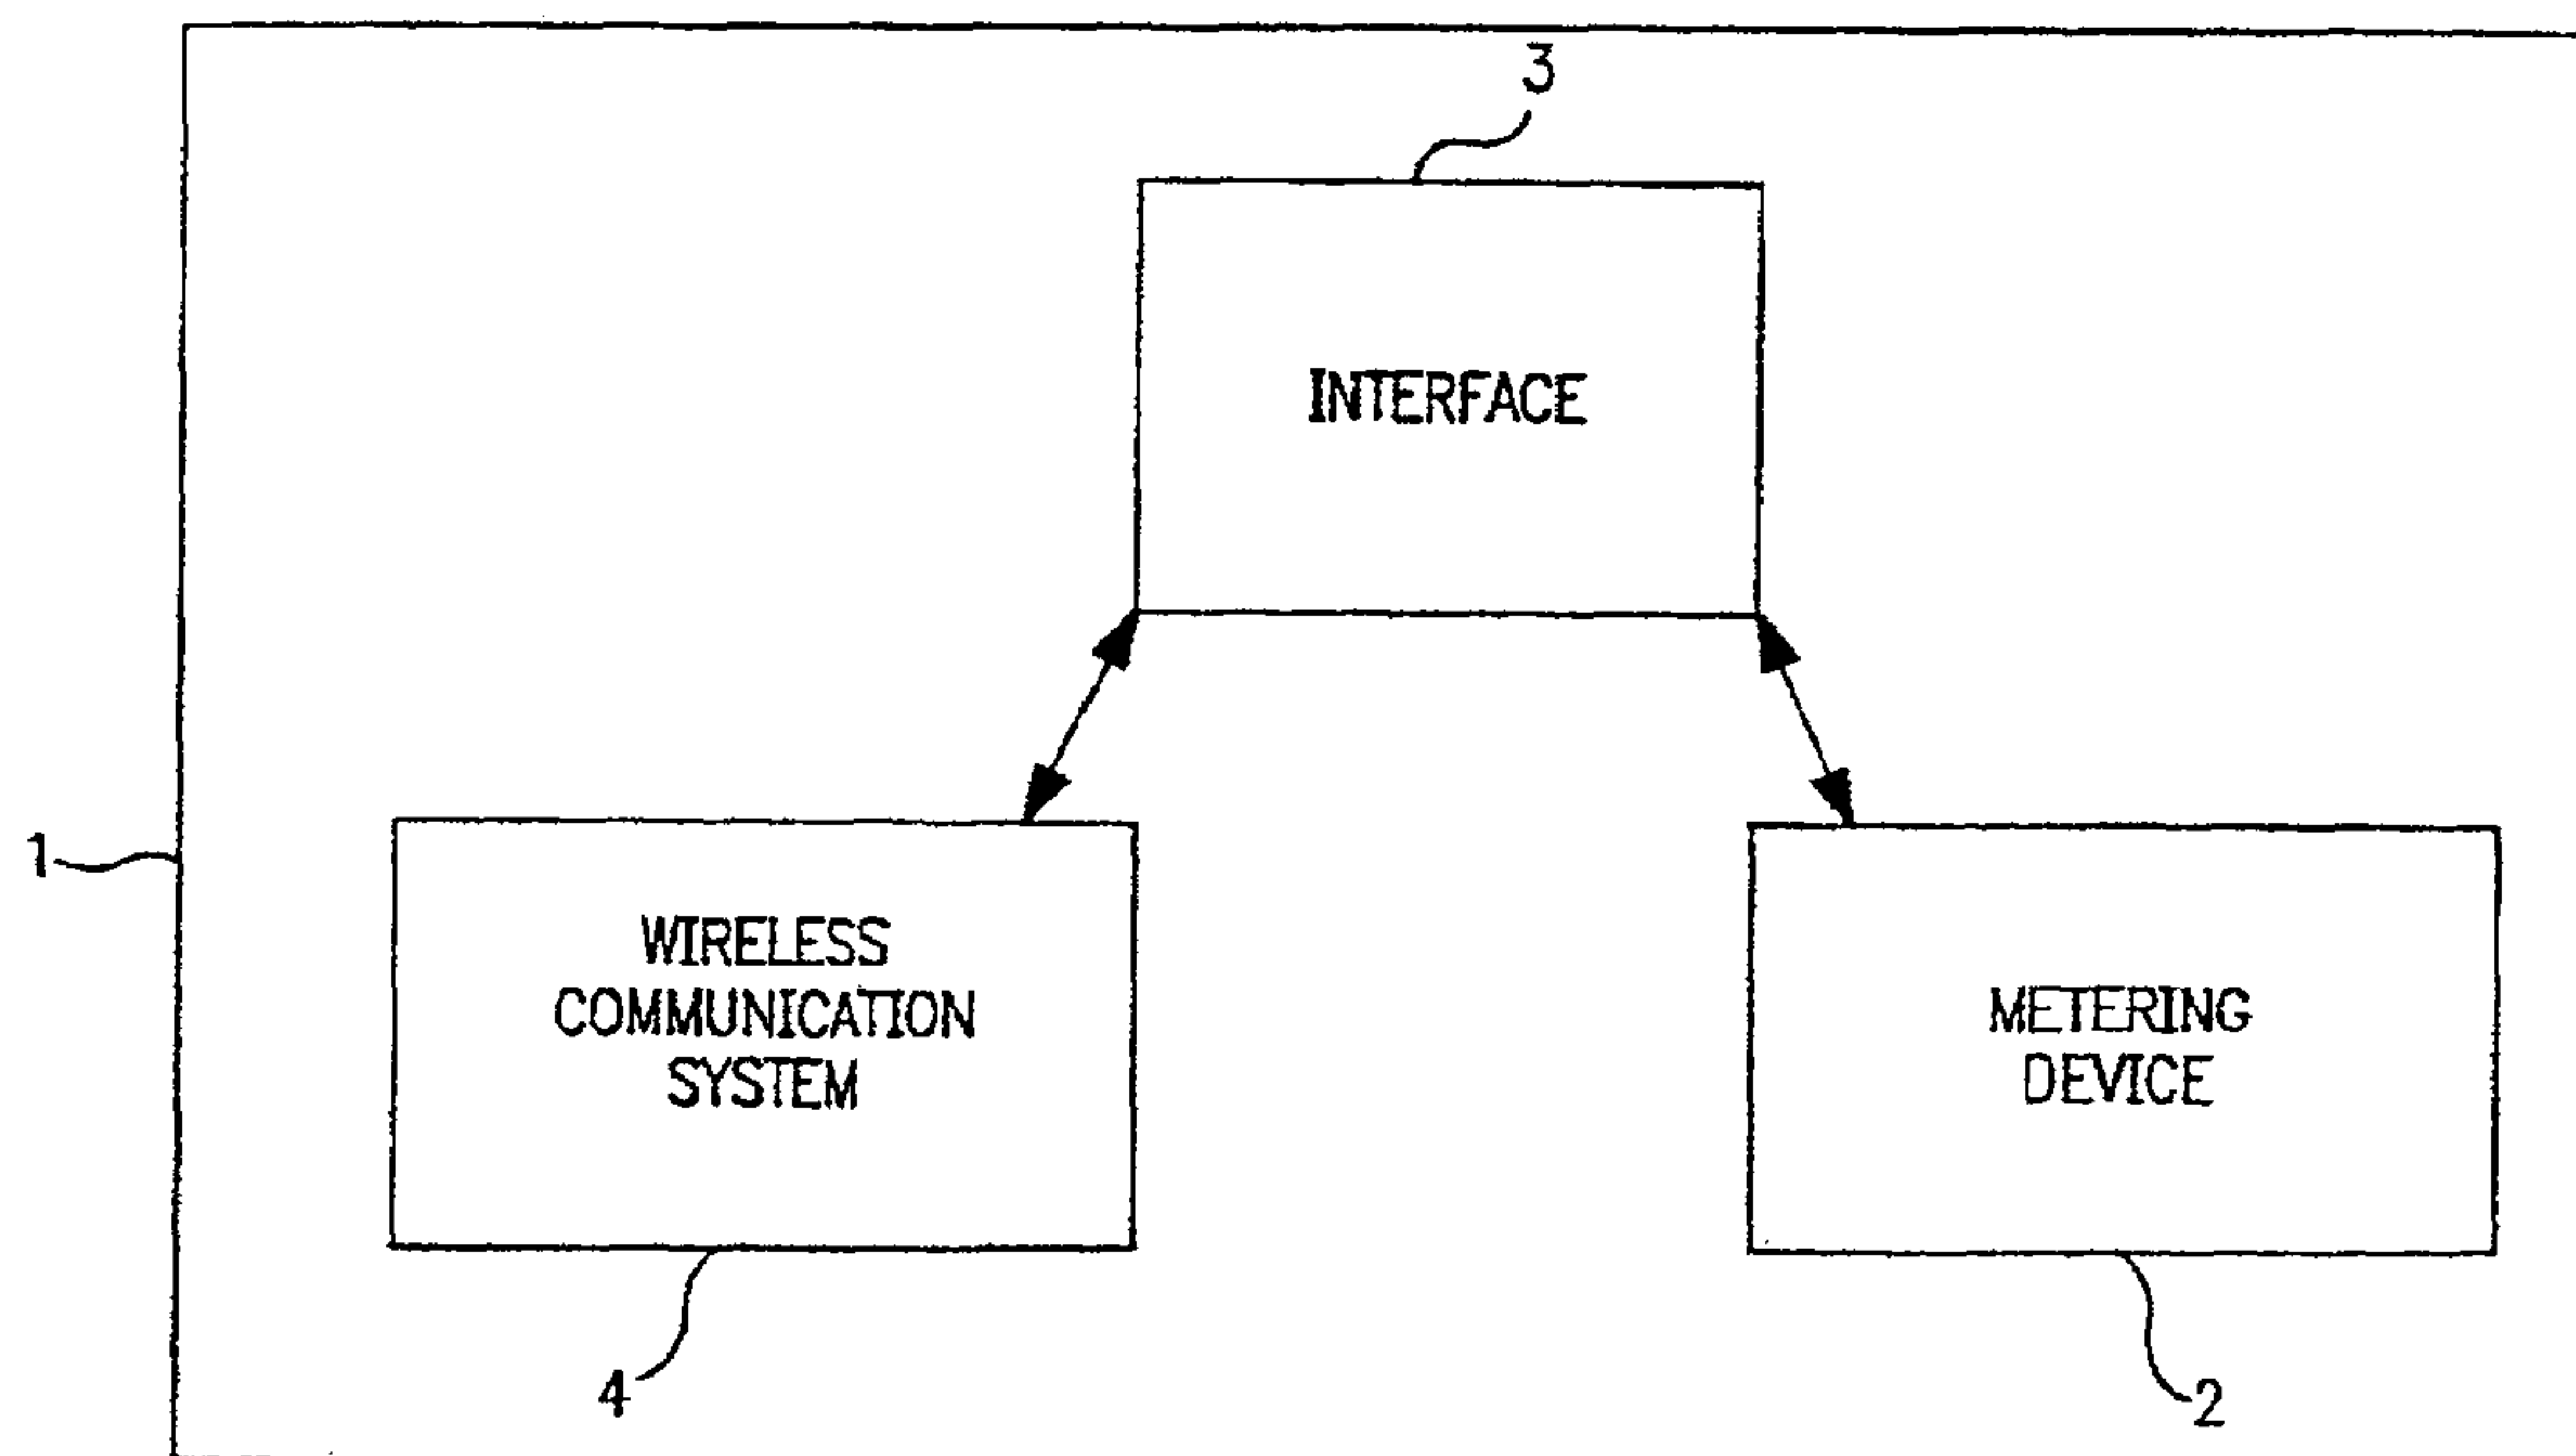 3
INTERFACE
1
WIRELESS
COMMUNICATION
SYSTEM
METERING
DEVICE
4
2